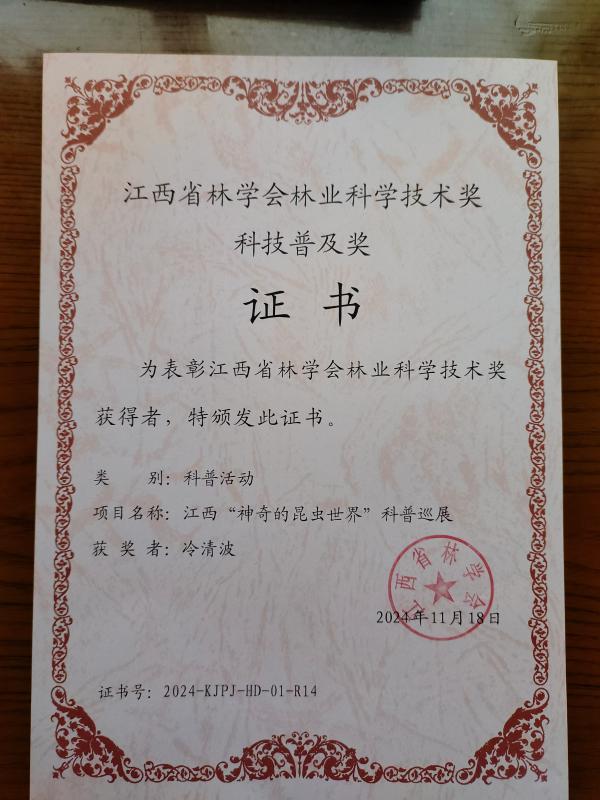 江西省林学会林业科学技术奖
科技普及奖
证书
为表彰江西省林学会林业科学技术奖
获得者，特颁发此证书。
类 别：科普活动
项目名称：江西“神奇的昆虫世界”科普巡展
获 奖 者：冷清波
江西省林学会
2024年11月18日
证书号：2024-KJPJ-HD-01-R14